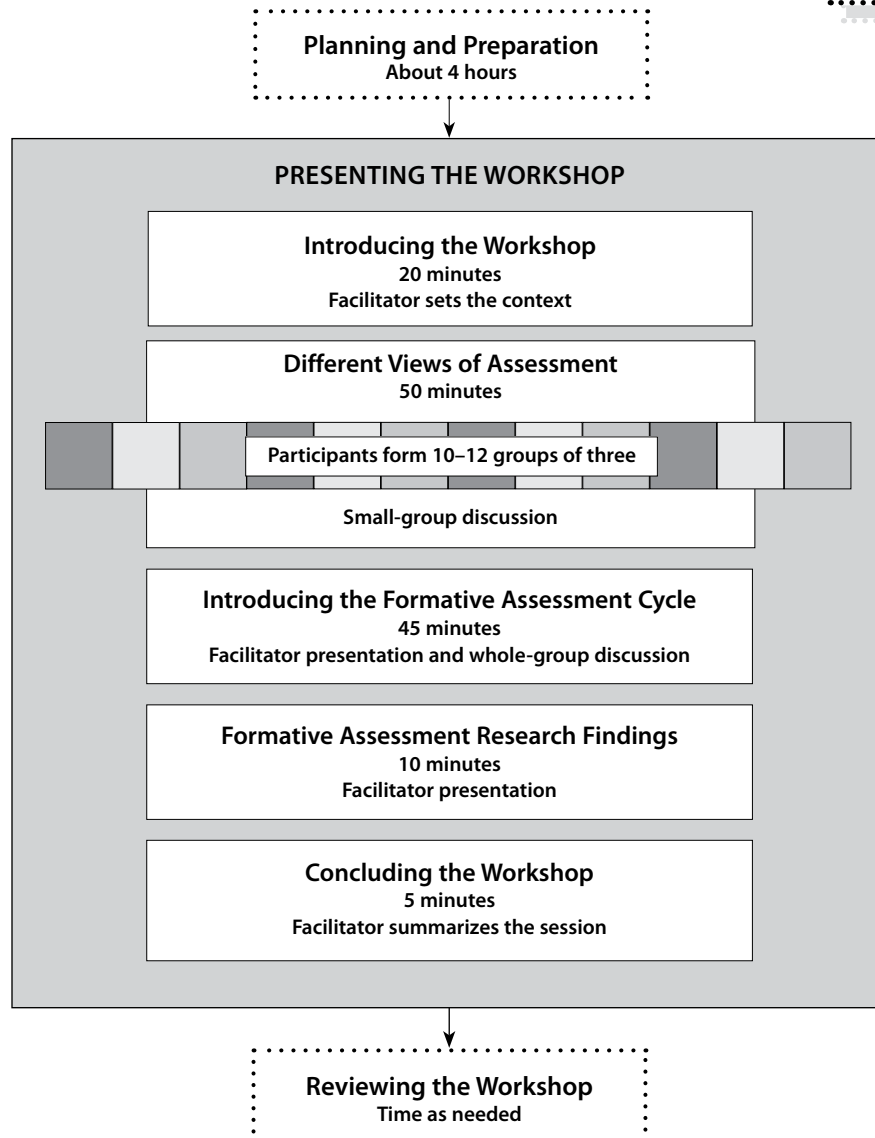 Planning and Preparation
About 4 hours
PRESENTING THE WORKSHOP
Introducing the Workshop
20 minutes
Facilitator sets the context
Different Views of Assessment
50 minutes
Participants form 10–12 groups of three
Small-group discussion
Introducing the Formative Assessment Cycle
45 minutes
Facilitator presentation and whole-group discussion
Formative Assessment Research Findings
10 minutes
Facilitator presentation
Concluding the Workshop
5 minutes
Facilitator summarizes the session
Reviewing the Workshop
Time as needed